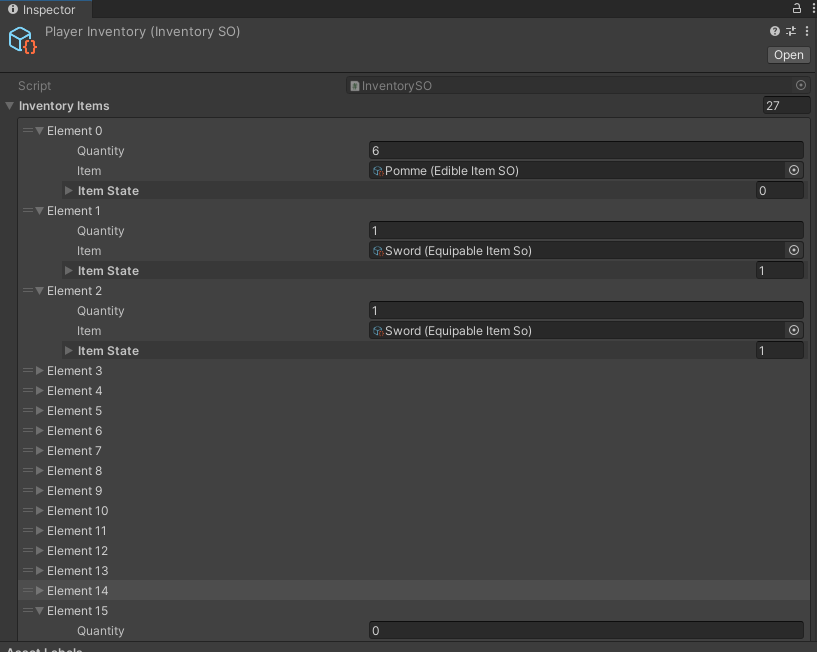 Inspector
Player Inventory (Inventory SO)
Open
Script InventorySO
Inventory Items 27
Element 0
Quantity 6
Item Pomme (Edible Item SO)
Item State 0
Element 1
Quantity 1
Item Sword (Equipable Item So)
Item State 1
Element 2
Quantity 1
Item Sword (Equipable Item So)
Item State 1
Element 3
Element 4
Element 5
Element 6
Element 7
Element 8
Element 9
Element 10
Element 11
Element 12
Element 13
Element 14
Element 15
Quantity 0
Asset Labels